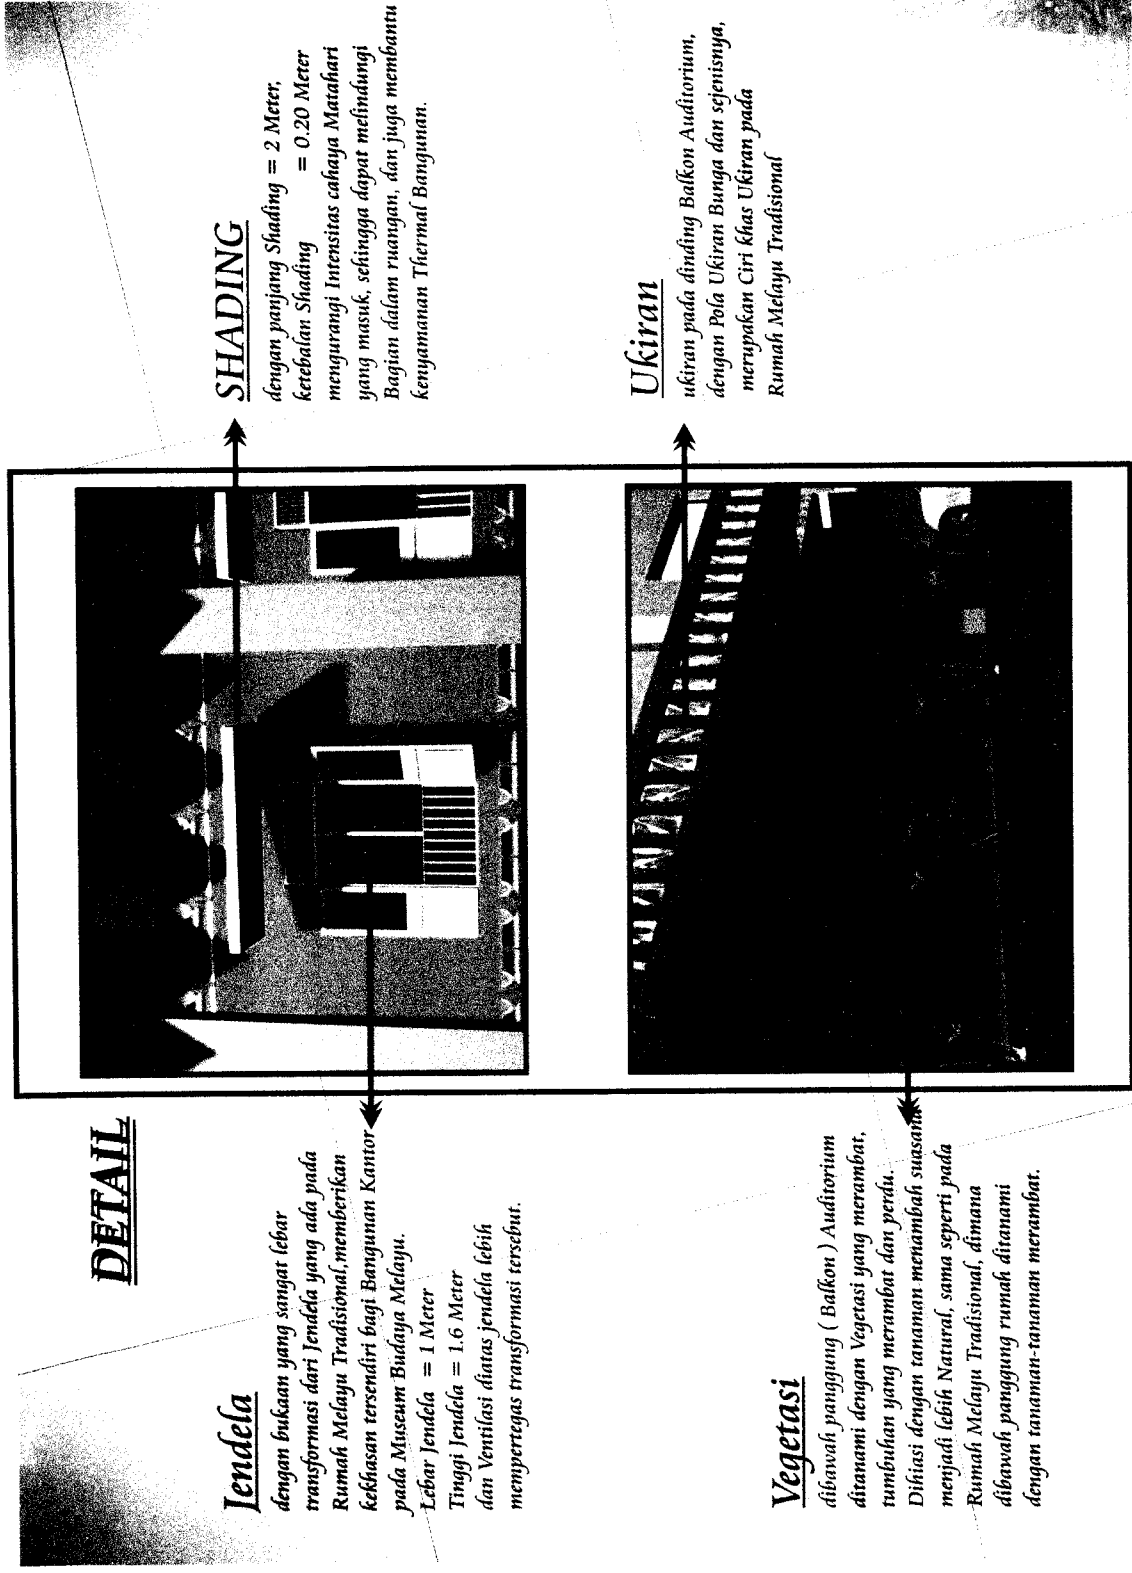 DETAIL
Jendela
dengan bukaan yang sangat lebar
transformasi dari Jendela yang ada pada
Rumah Melayu Tradisional,memberikan
kekhasan tersendiri bagi Bangunan Kantor
pada Museum Budaya Melayu.
Lebar Jendela = 1 Meter
Tinggi Jendela = 1.6 Meter
dan Ventilasi diatas jendela lebih
mempertegas transformasi tersebut.
SHADING
dengan panjang Shading = 2 Meter,
ketebalan Shading = 0.20 Meter
mengurangi Intensitas cahaya Matahari
yang masuk, sehingga dapat melindungi
Bagian dalam ruangan, dan juga membantu
kenyamanan Thermal Bangunan.
Vegetasi
dibawah panggung ( Balkon ) Auditorium
ditanami dengan Vegetasi yang merambat,
tumbuhan yang merambat dan perdu.
Dihiasi dengan tanaman menambah suasana
menjadi lebih Natural, sama seperti pada
Rumah Melayu Tradisional, dimana
dibawah panggung rumah ditanami
dengan tanaman-tanaman merambat.
Ukiran
ukiran pada dinding Balkon Auditorium,
dengan Pola Ukiran Bunga dan sejenisnya,
merupakan Ciri khas Ukiran pada
Rumah Melayu Tradisional